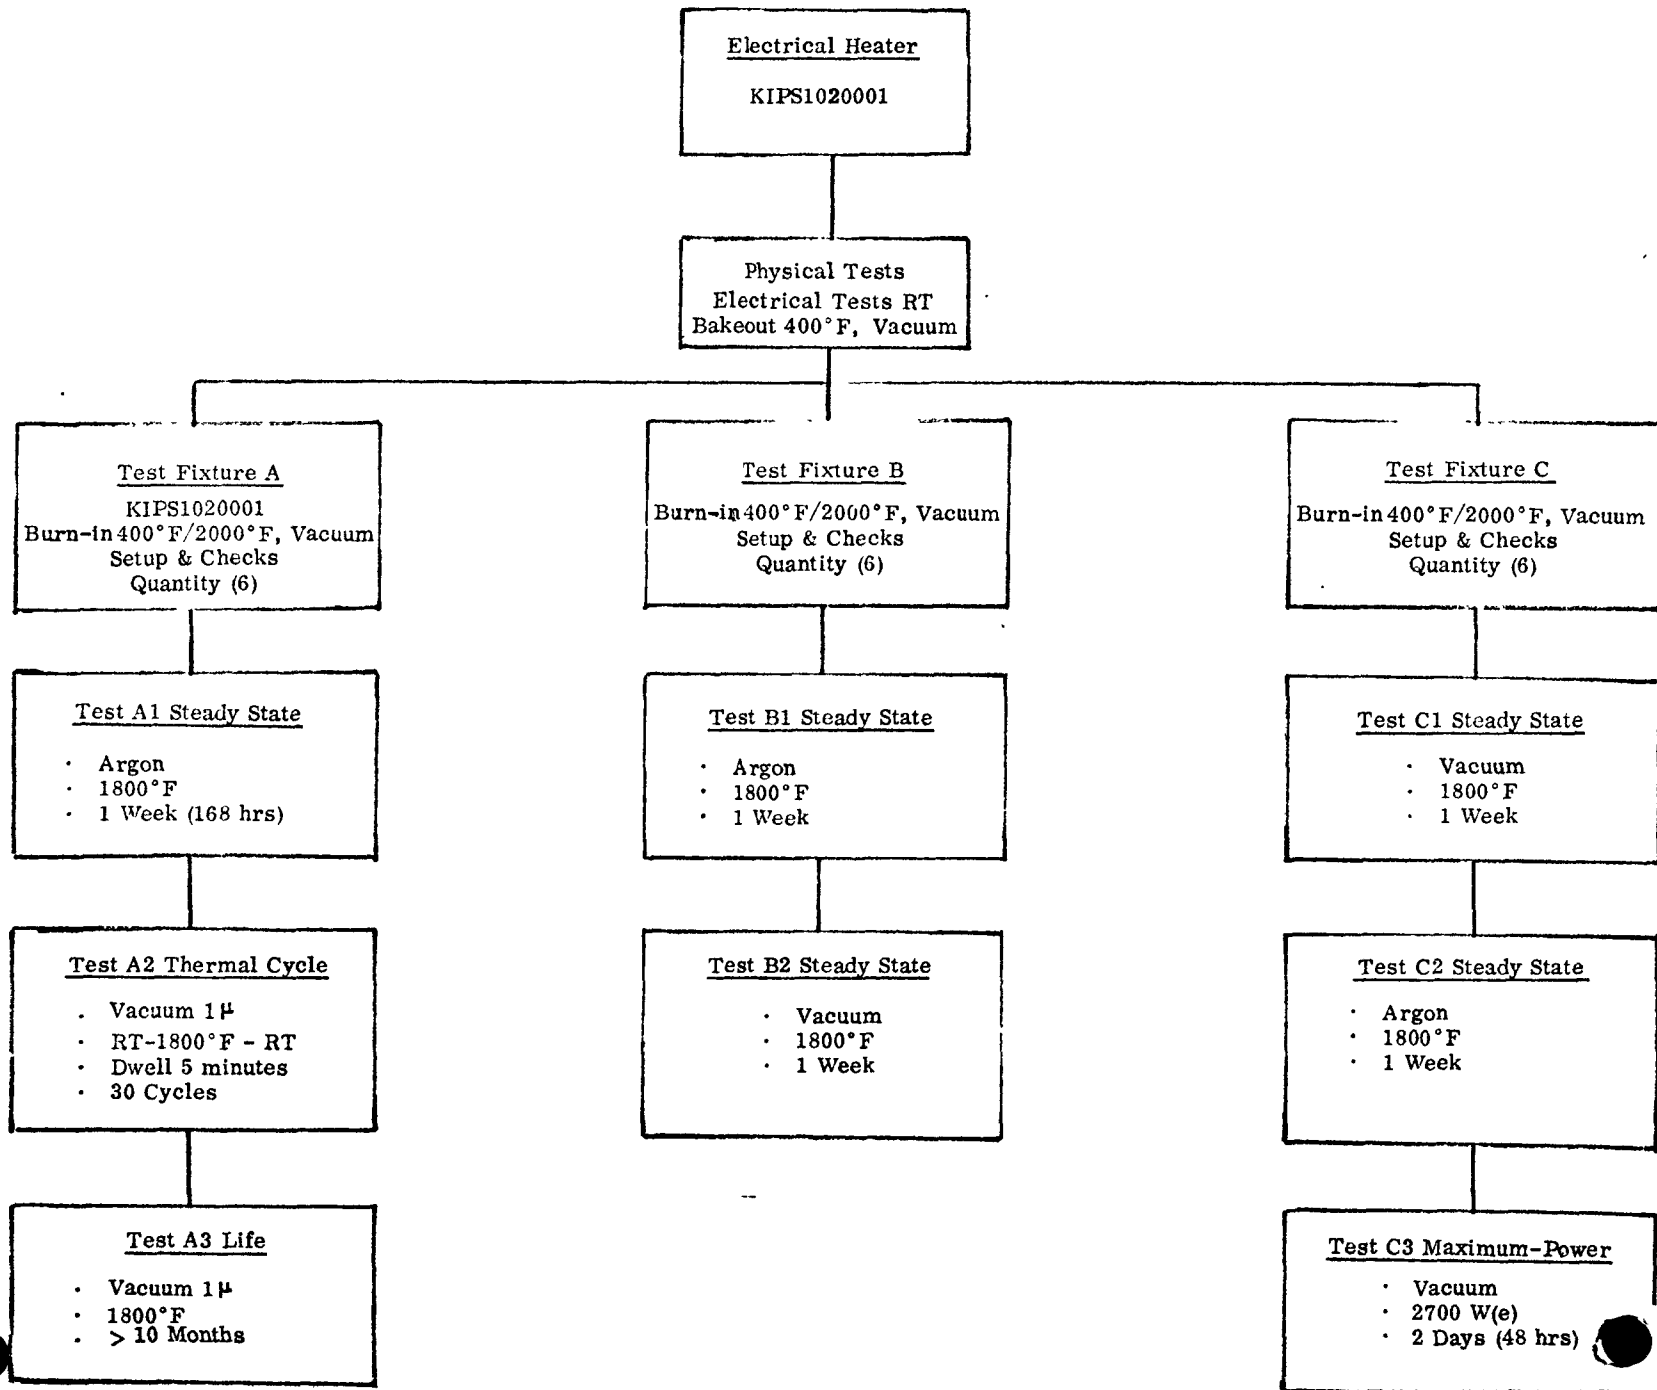 Electrical Heater
KIPS1020001
Physical Tests
Electrical Tests RT
Bakeout 400°F, Vacuum
Test Fixture A
KIPS1020001
Burn-in 400°F/2000°F, Vacuum
Setup & Checks
Quantity (6)
Test Fixture B
Burn-in 400°F/2000°F, Vacuum
Setup & Checks
Quantity (6)
Test Fixture C
Burn-in 400°F/2000°F, Vacuum
Setup & Checks
Quantity (6)
Test A1 Steady State
· Argon
· 1800°F
· 1 Week (168 hrs)
Test B1 Steady State
· Argon
· 1800°F
· 1 Week
Test C1 Steady State
· Vacuum
· 1800°F
· 1 Week
Test A2 Thermal Cycle
· Vacuum 1μ
· RT-1800°F - RT
· Dwell 5 minutes
· 30 Cycles
Test B2 Steady State
· Vacuum
· 1800°F
· 1 Week
Test C2 Steady State
· Argon
· 1800°F
· 1 Week
Test A3 Life
· Vacuum 1μ
· 1800°F
· > 10 Months
Test C3 Maximum-Power
· Vacuum
· 2700 W(e)
· 2 Days (48 hrs)